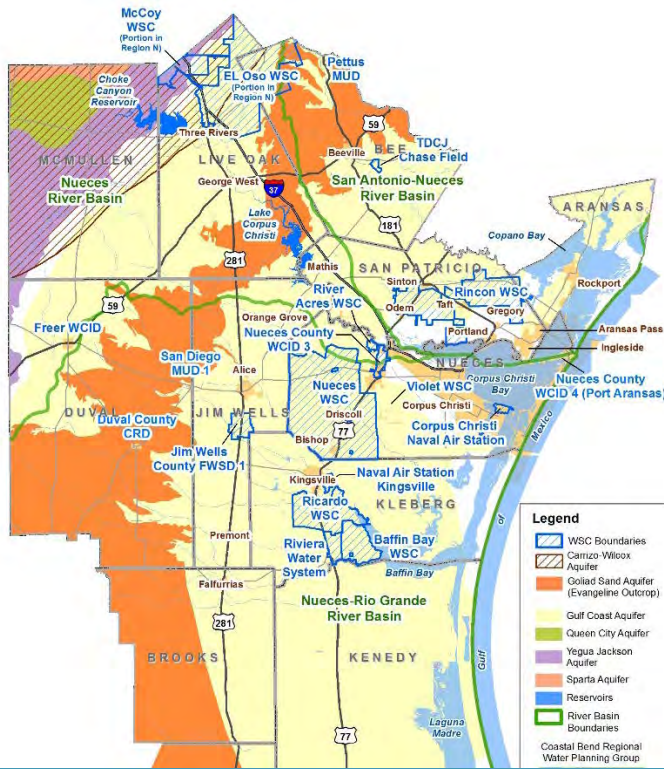 McCoy
WSC
(Portion in
Region N)
Choke
Canyon
Reservoir
EL Oso WSC
(Portion in
Region N)
Pettus
MUD
59
BEE
TDCJ
Chase Field
Three Rivers
MCMULLEN
LIVE OAK
Beeville
Nueces
River Basin
George West
37
San Antonio-Nueces
River Basin
ARANSAS
Lake
Corpus
Christi
181
Copano Bay
281
Mathis
SAN PATRICIO
Rockport
59
River
Acres WSC
Sinton
Rincon WSC
Odem
Taft
Gregory
Orange Grove
Portland
Aransas Pass
Freer WCID
Nueces County
WCID 3
Ingleside
NUECES
San Diego
MUD 1
Alice
Nueces
WSC
Violet WSC
Corpus Christi
Bay
Nueces County
WCID 4 (Port Aransas)
DUVAL
Duval County
CRD
JIM WELLS
Driscoll
Corpus Christi
Corpus Christi
Naval Air Station
77
Bishop
Jim Wells
County FWSD 1
Naval Air Station
Kingsville
Kingsville
KLEBERG
Ricardo
WSC
Premont
Riviera
Water
System
Baffin Bay
WSC
Baffin Bay
Falfurrias
Nueces-Rio Grande
River Basin
281
BROOKS
KENEDY
77
Laguna
Madre
Gulf
of
Mexico
Legend
WSC Boundaries
Carrizo-Wilcox
Aquifer
Goliad Sand Aquifer
(Evangeline Outcrop)
Gulf Coast Aquifer
Queen City Aquifer
Yegua Jackson
Aquifer
Sparta Aquifer
Reservoirs
River Basin
Boundaries
Coastal Bend Regional
Water Planning Group